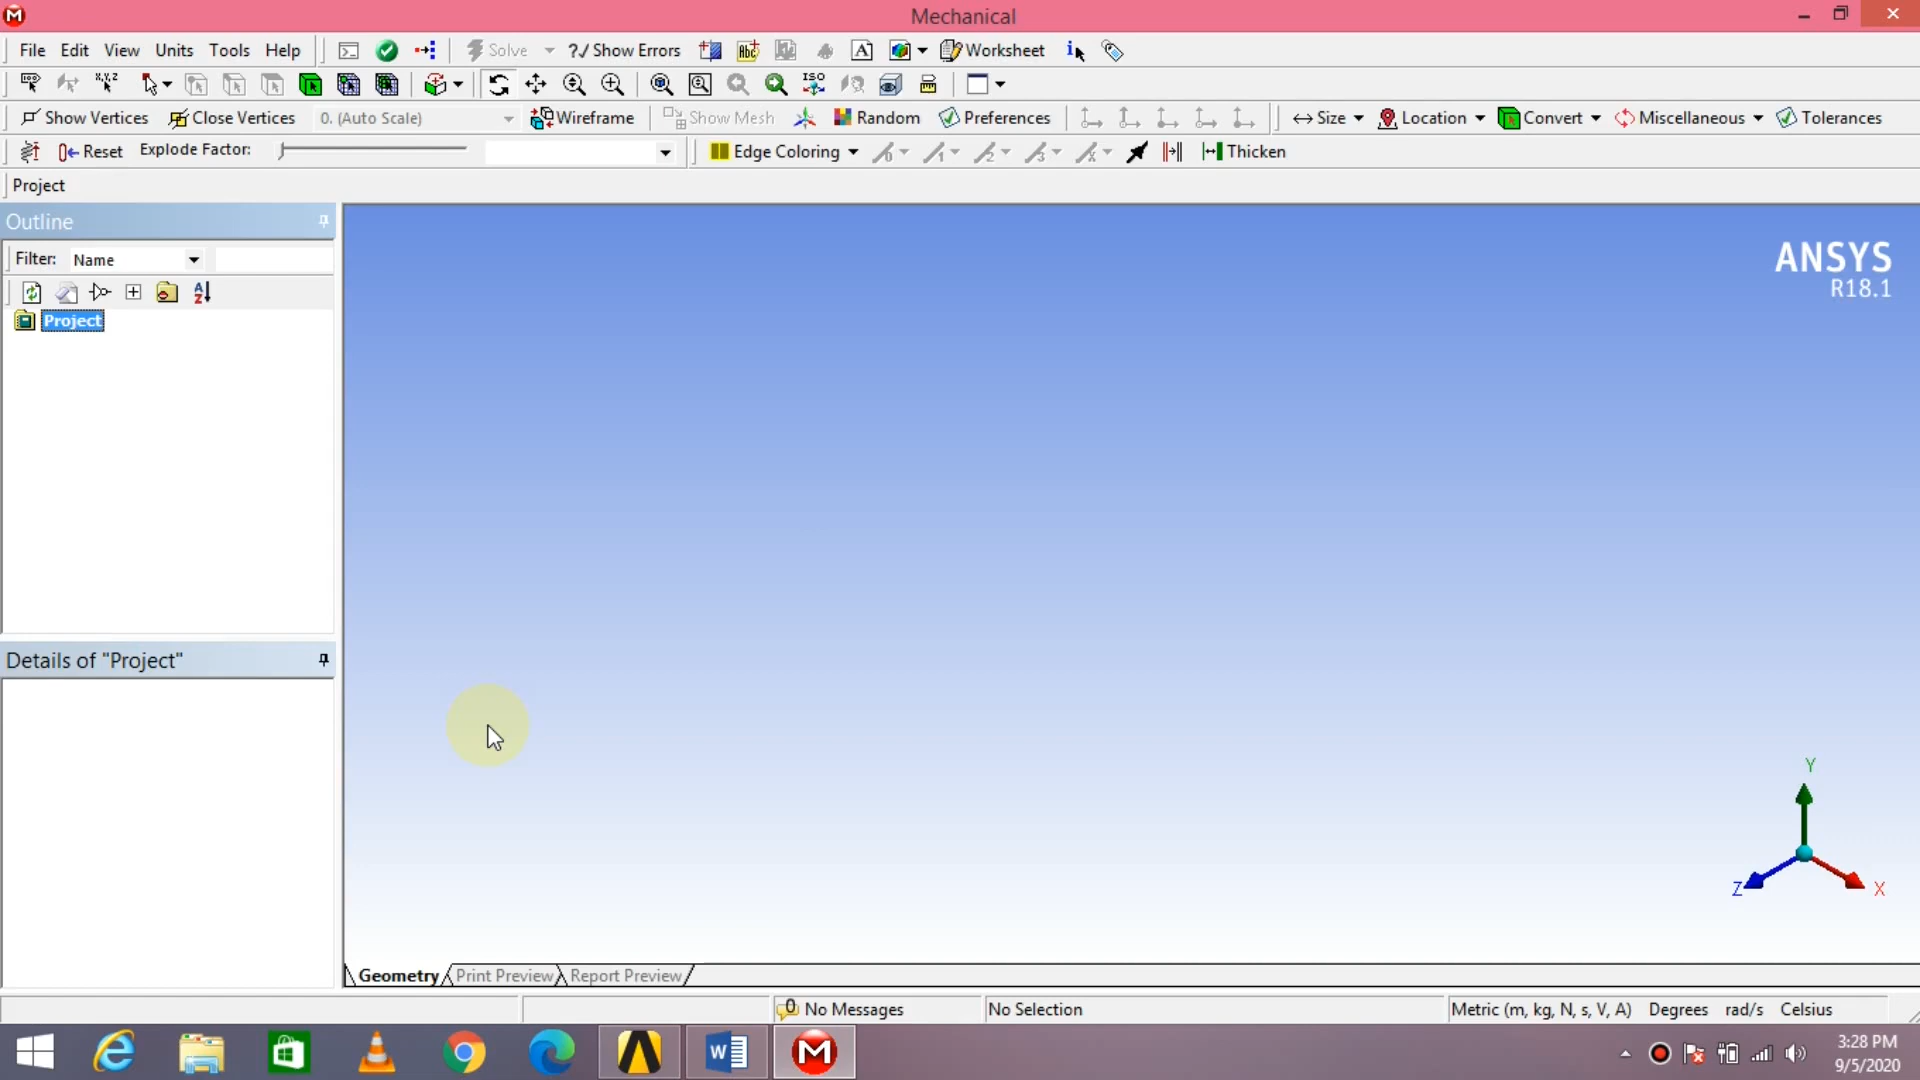 Mechanical
File Edit View Units Tools Help Solve ?✓ Show Errors Abc A Worksheet i
X,Y,Z ISO
Show Vertices Close Vertices 0. (Auto Scale) Wireframe Show Mesh Random Preferences Size Location Convert Miscellaneous Tolerances
Reset Explode Factor: Edge Coloring Thicken
Project
Outline
Filter: Name
Project
ANSYS
R18.1
Details of "Project"
Y
Z X
Geometry Print Preview Report Preview
0 No Messages No Selection Metric (m, kg, N, s, V, A) Degrees rad/s Celsius
3:28 PM
9/5/2020